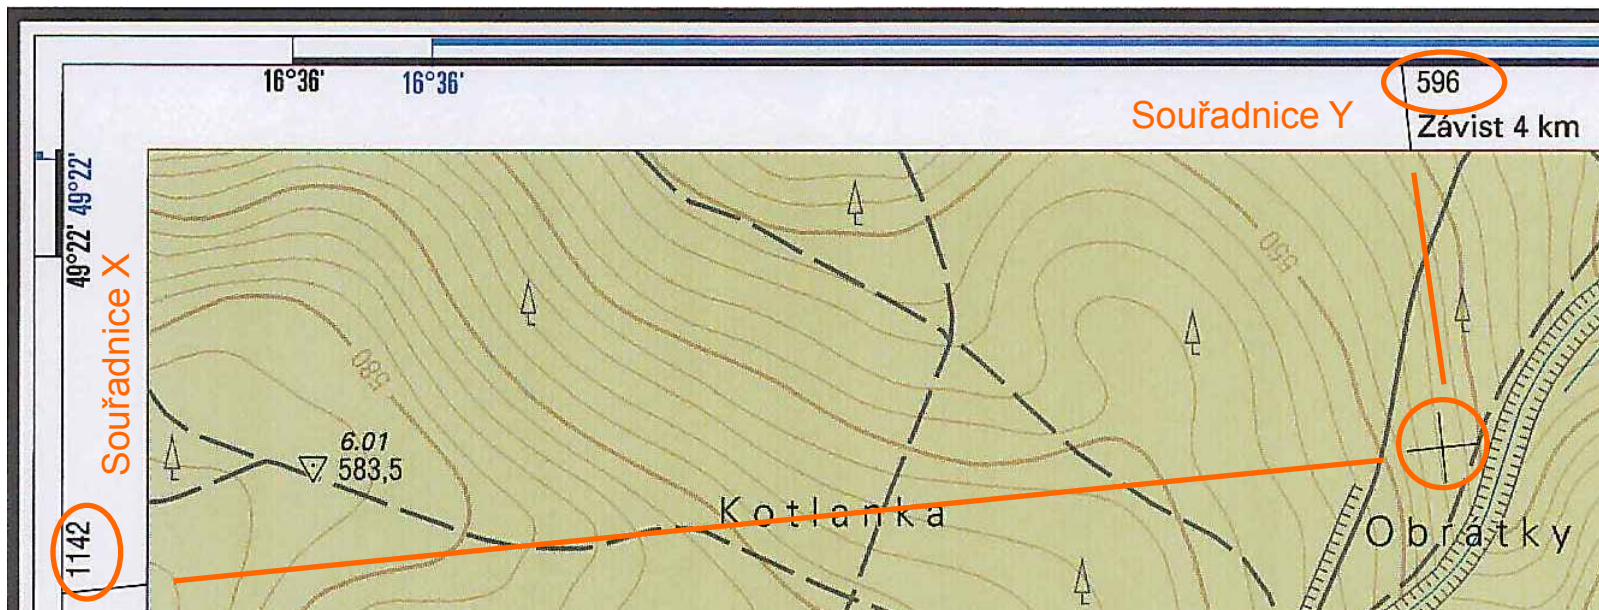 16°36'
16°36'
596
Souřadnice Y
Závist 4 km
49°22'
49°22'
Souřadnice X
550
580
6.01
583,5
Kotlanka
Obrátky
1142